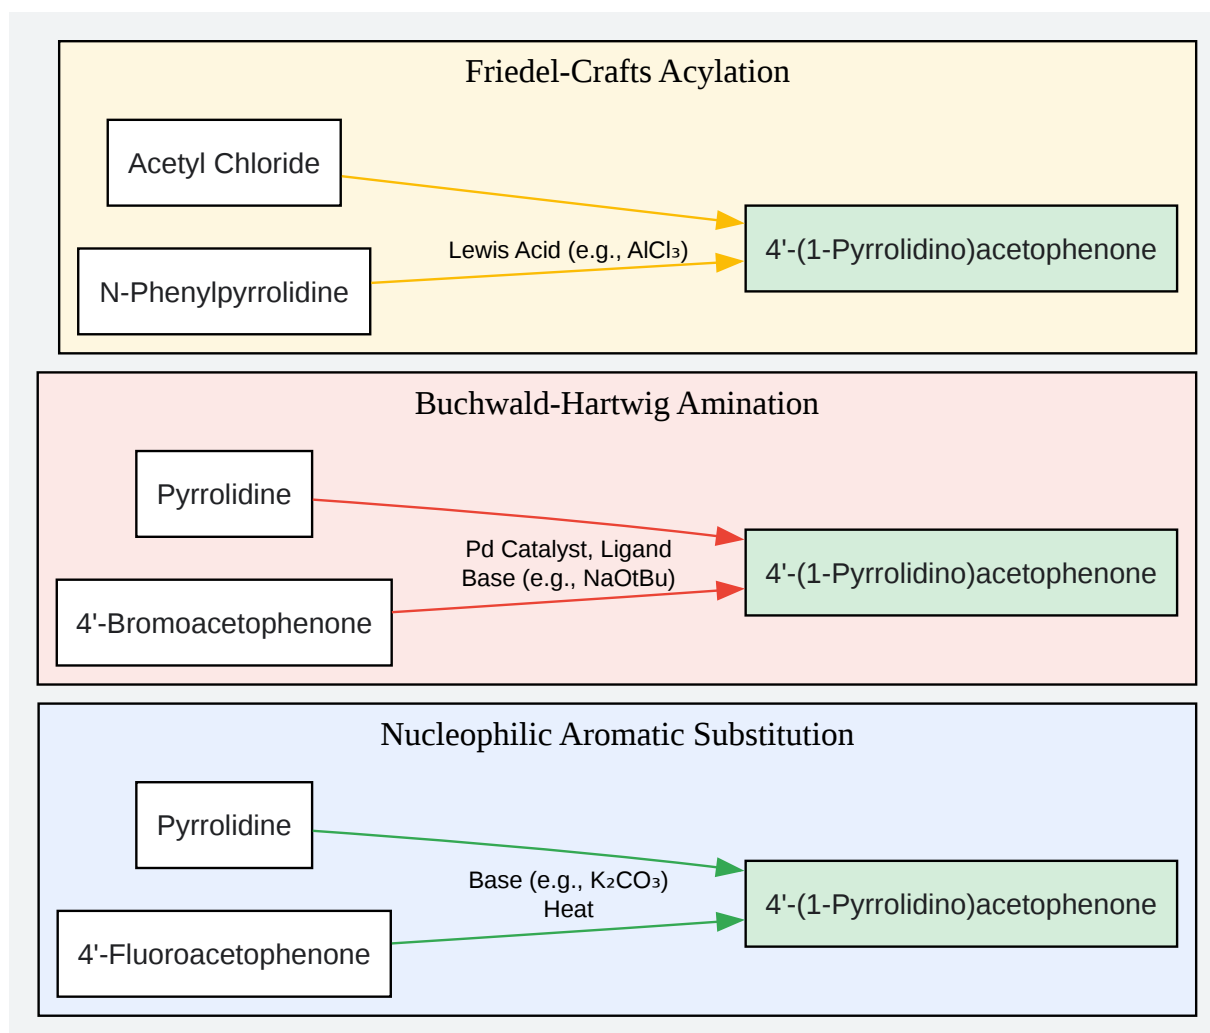 Friedel-Crafts Acylation
Acetyl Chloride
N-Phenylpyrrolidine
Lewis Acid (e.g., AlCl₃)
4'-(1-Pyrrolidino)acetophenone
Buchwald-Hartwig Amination
Pyrrolidine
4'-Bromoacetophenone
Pd Catalyst, Ligand
Base (e.g., NaOtBu)
4'-(1-Pyrrolidino)acetophenone
Nucleophilic Aromatic Substitution
Pyrrolidine
4'-Fluoroacetophenone
Base (e.g., K₂CO₃)
Heat
4'-(1-Pyrrolidino)acetophenone